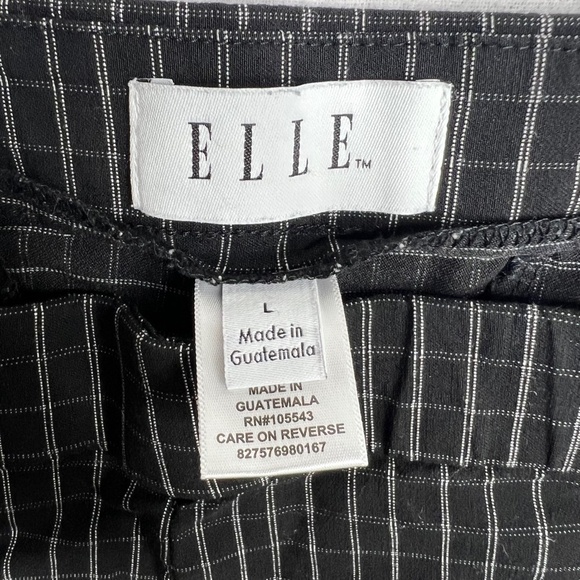 ELLE™
L
Made in
Guatemala
MADE IN
GUATEMALA
RN#105543
CARE ON REVERSE
827576980167